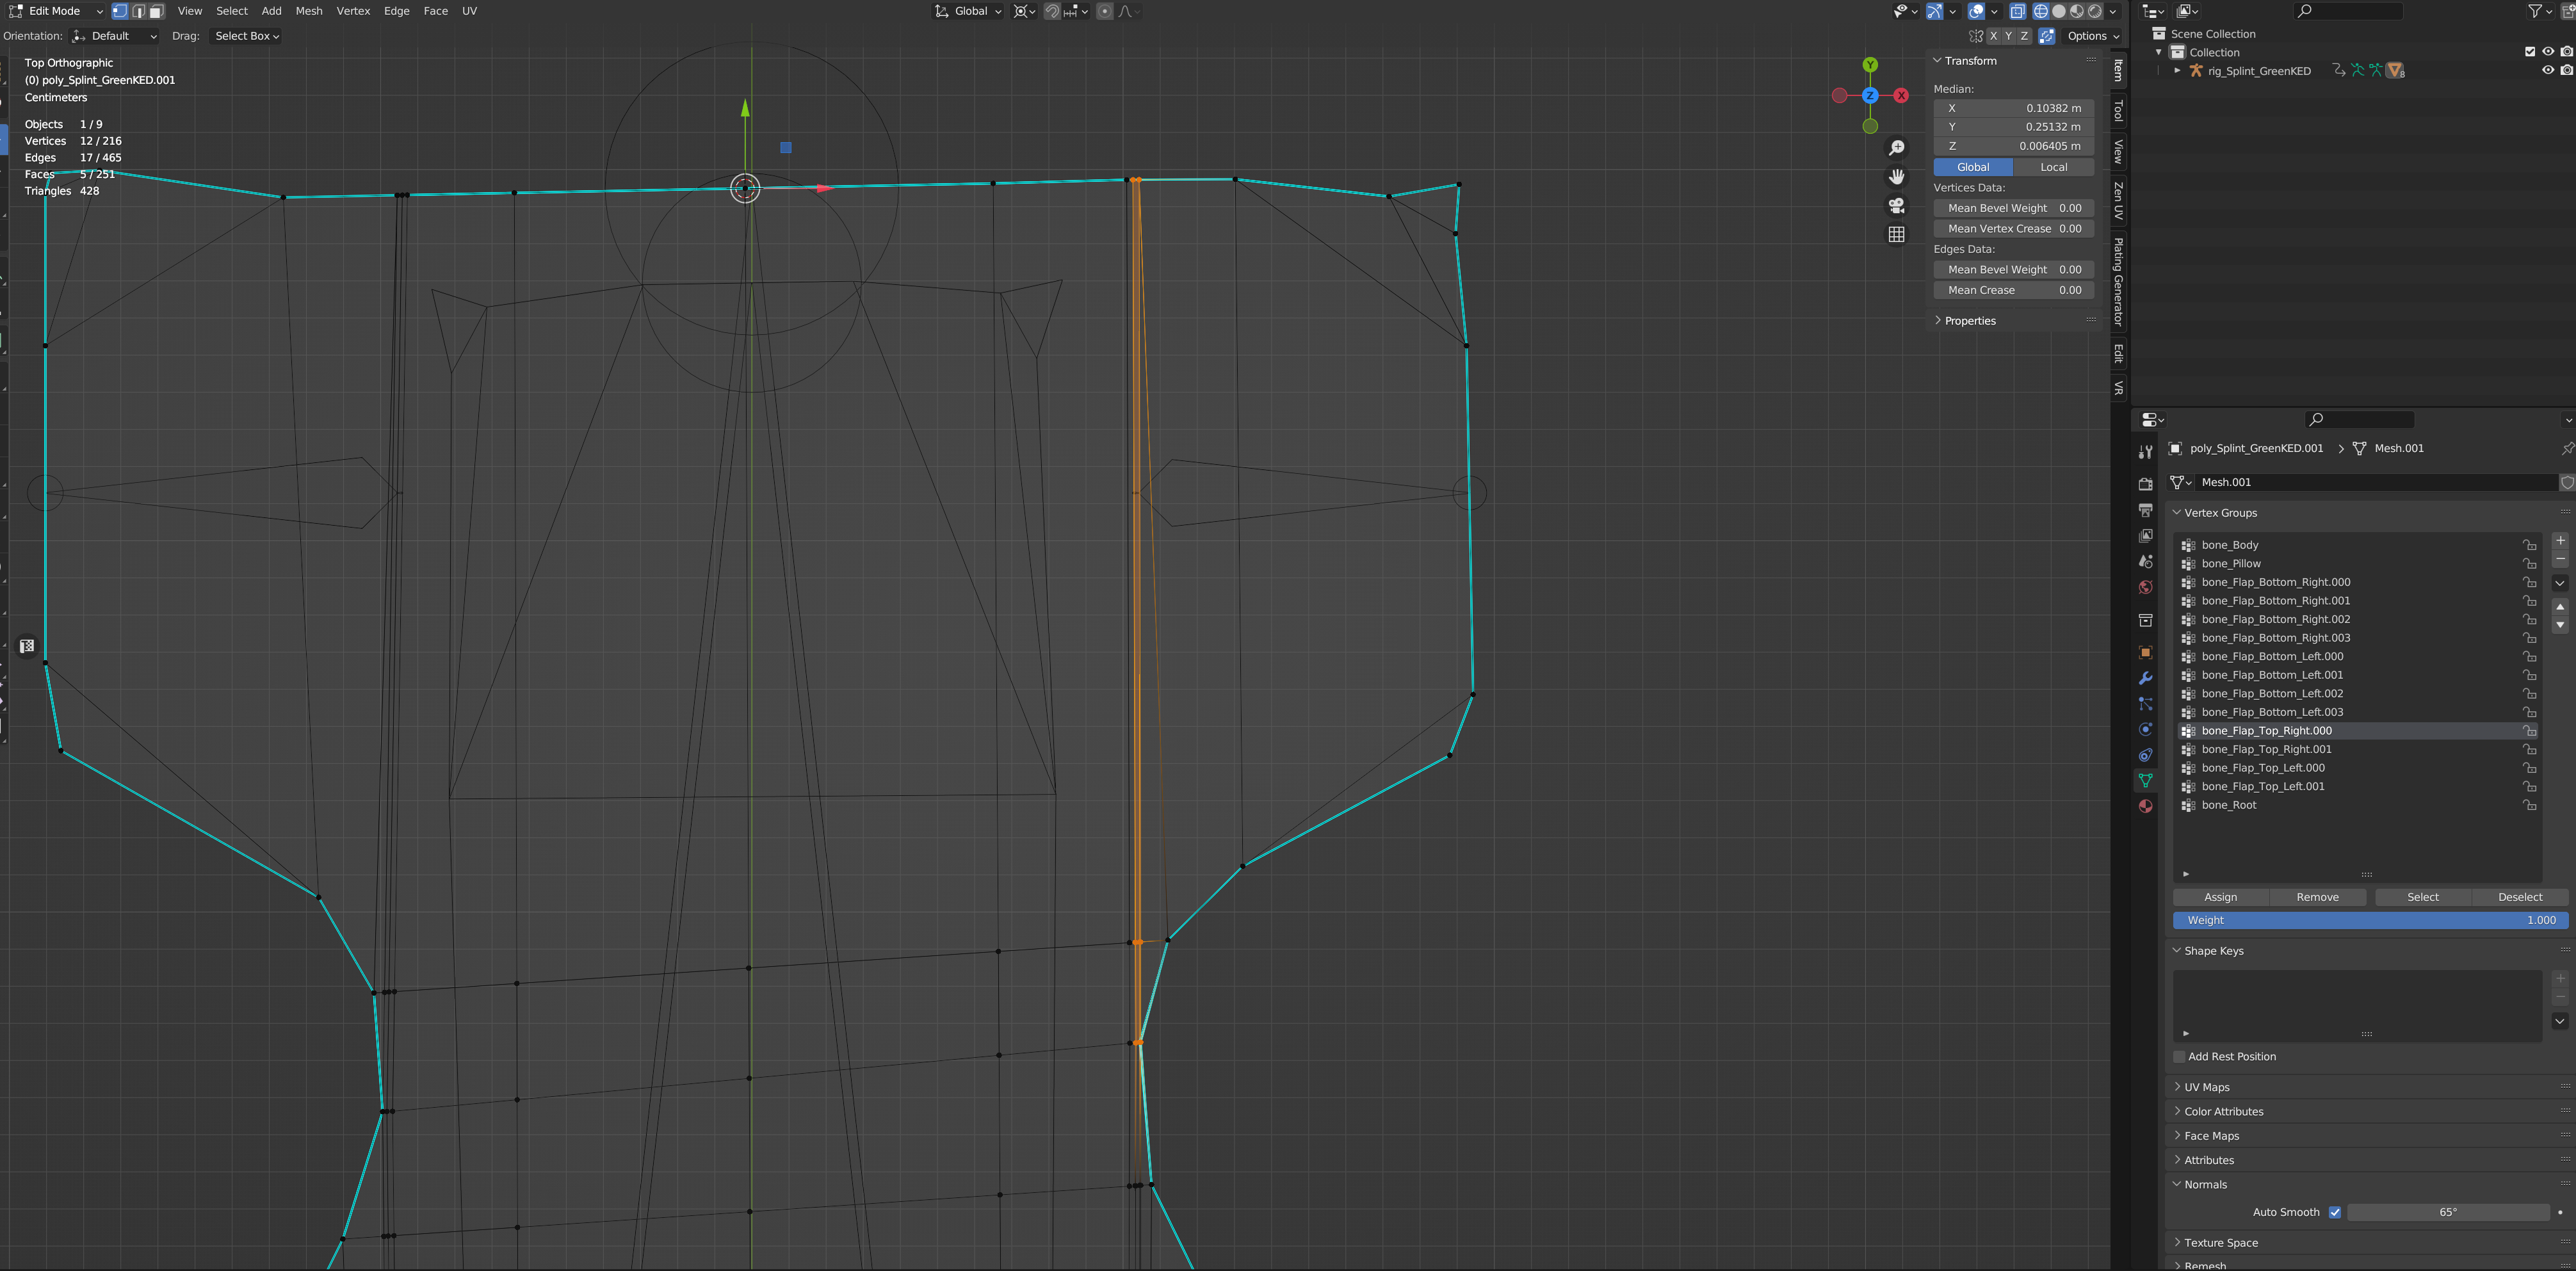 Edit Mode View Select Add Mesh Vertex Edge Face UV Global
Orientation: Default Drag: Select Box X Y Z Options
Top Orthographic
(0) poly_Splint_GreenKED.001
Centimeters
Objects 1 / 9
Vertices 12 / 216
Edges 17 / 465
Faces 5 / 251
Triangles 428
Y
Z X
Transform
Median:
X 0.10382 m
Y 0.25132 m
Z 0.006405 m
Global Local
Vertices Data:
Mean Bevel Weight 0.00
Mean Vertex Crease 0.00
Edges Data:
Mean Bevel Weight 0.00
Mean Crease 0.00
Properties
Item
Tool
View
Zen UV
Plating Generator
Edit
VR
Scene Collection
Collection
rig_Splint_GreenKED 8
poly_Splint_GreenKED.001 > Mesh.001
Mesh.001
Vertex Groups
bone_Body
bone_Pillow
bone_Flap_Bottom_Right.000
bone_Flap_Bottom_Right.001
bone_Flap_Bottom_Right.002
bone_Flap_Bottom_Right.003
bone_Flap_Bottom_Left.000
bone_Flap_Bottom_Left.001
bone_Flap_Bottom_Left.002
bone_Flap_Bottom_Left.003
bone_Flap_Top_Right.000
bone_Flap_Top_Right.001
bone_Flap_Top_Left.000
bone_Flap_Top_Left.001
bone_Root
Assign Remove Select Deselect
Weight 1.000
Shape Keys
Add Rest Position
UV Maps
Color Attributes
Face Maps
Attributes
Normals
Auto Smooth 65°
Texture Space
Remesh